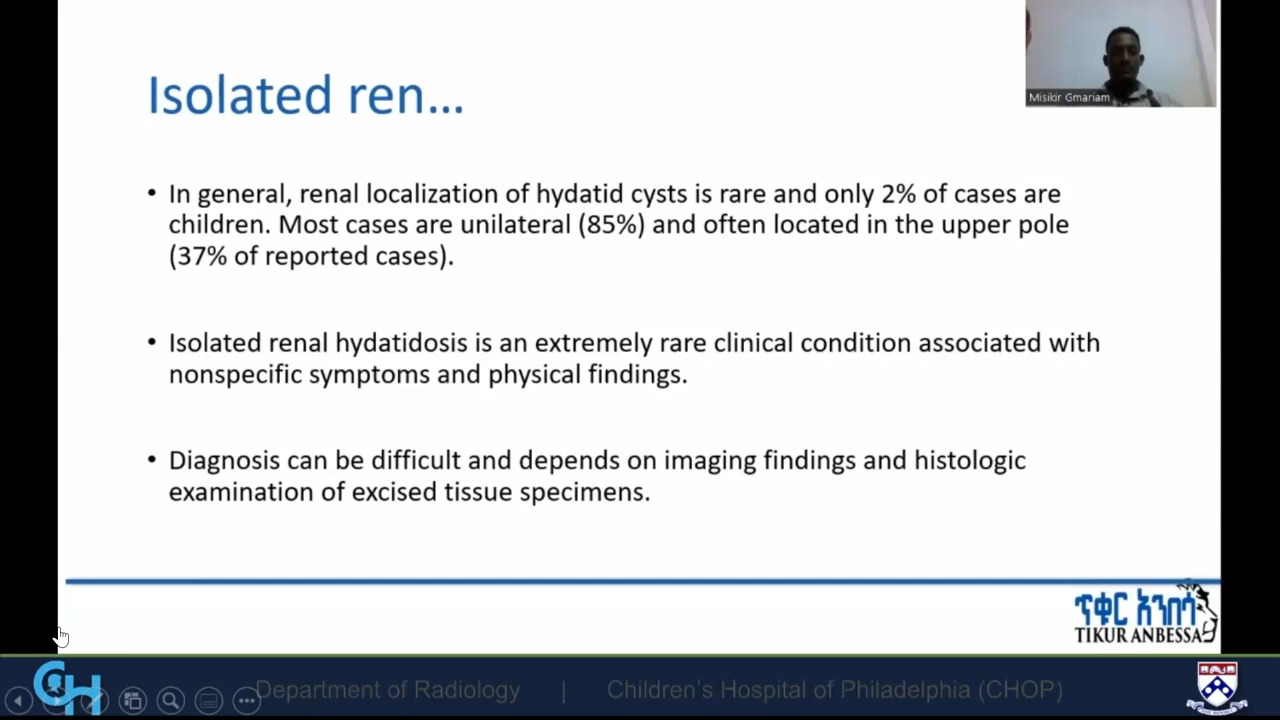 Isolated ren...
Misikir Gmariam
• In general, renal localization of hydatid cysts is rare and only 2% of cases are
children. Most cases are unilateral (85%) and often located in the upper pole
(37% of reported cases).
• Isolated renal hydatidosis is an extremely rare clinical condition associated with
nonspecific symptoms and physical findings.
• Diagnosis can be difficult and depends on imaging findings and histologic
examination of excised tissue specimens.
ጥቁር አንበሳ
TIKUR ANBESSA
CH
Department of Radiology | Children's Hospital of Philadelphia (CHOP)